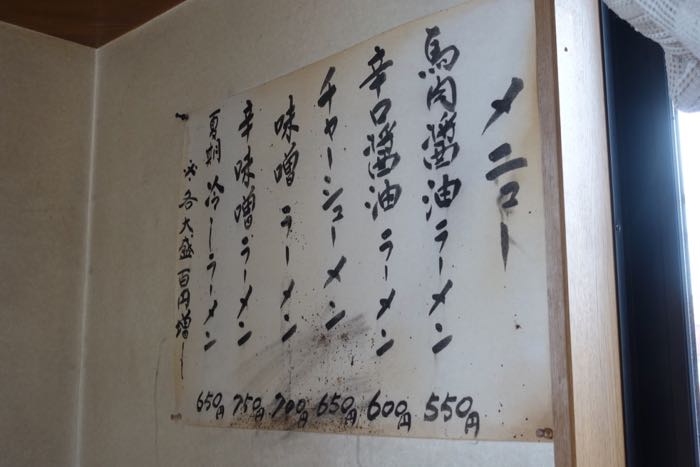 メニュー
馬肉醤油ラーメン 550円
辛口醤油ラーメン 600円
チャーシューメン 650円
味噌ラーメン 700円
辛味噌ラーメン 750円
夏期 冷しラーメン 650円
※各大盛百円増し